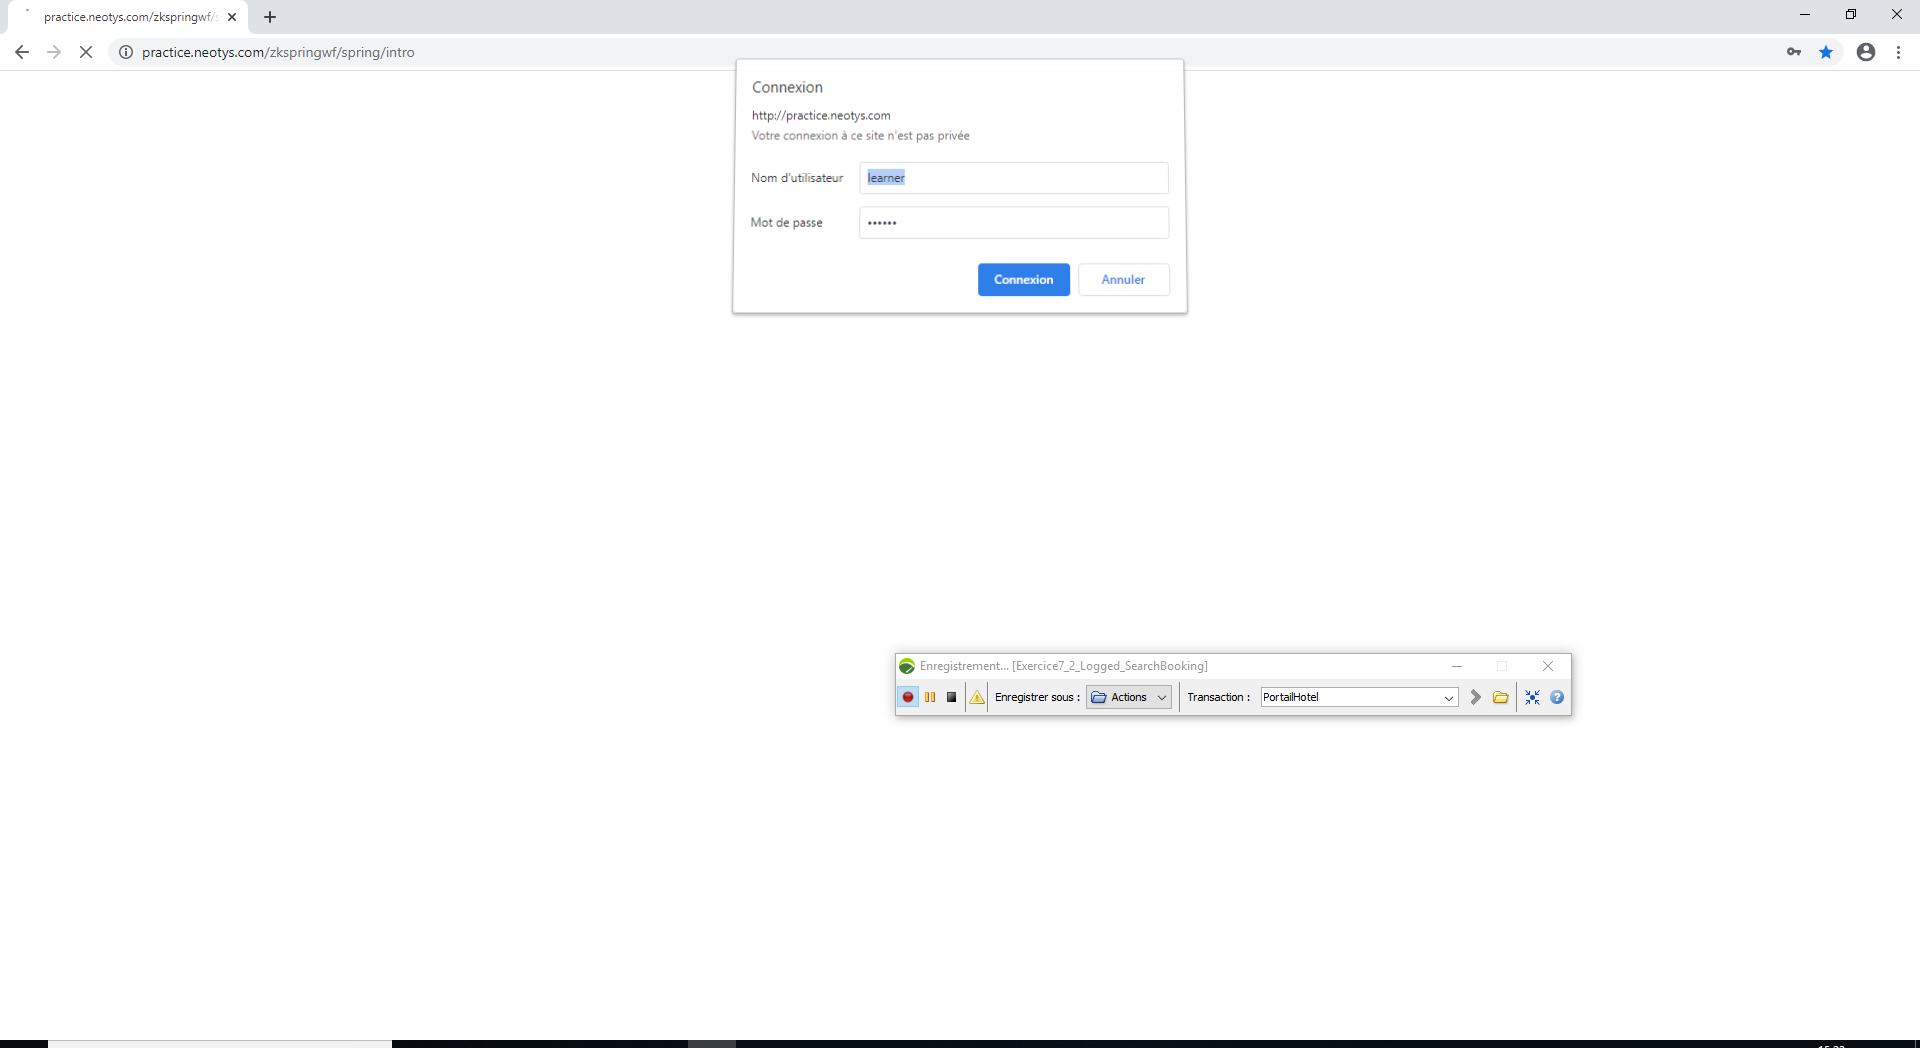 practice.neotys.com/zkspringwf/
practice.neotys.com/zkspringwf/spring/intro
Connexion
http://practice.neotys.com
Votre connexion à ce site n'est pas privée
Nom d'utilisateur learner
Mot de passe ••••••
Connexion Annuler
Enregistrement... [Exercice7_2_Logged_SearchBooking]
Enregistrer sous : Actions Transaction : PortailHotel